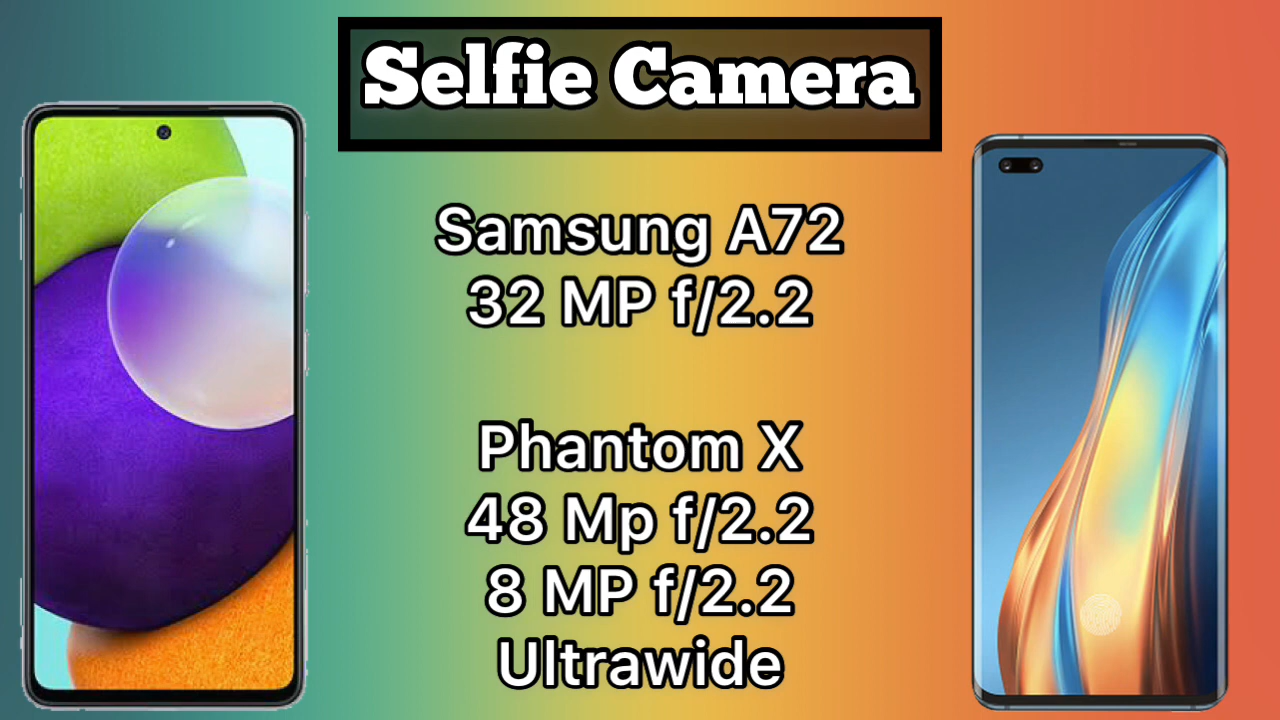 Selfie Camera
Samsung A72
32 MP f/2.2
Phantom X
48 Mp f/2.2
8 MP f/2.2
Ultrawide